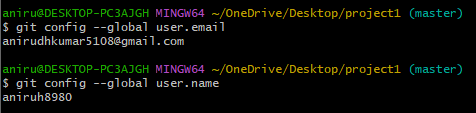 aniru@DESKTOP-PC3AJGH MINGW64 ~/OneDrive/Desktop/project1 (master)
$ git config --global user.email
anirudhkumar5108@gmail.com
aniru@DESKTOP-PC3AJGH MINGW64 ~/OneDrive/Desktop/project1 (master)
$ git config --global user.name
aniruh8980